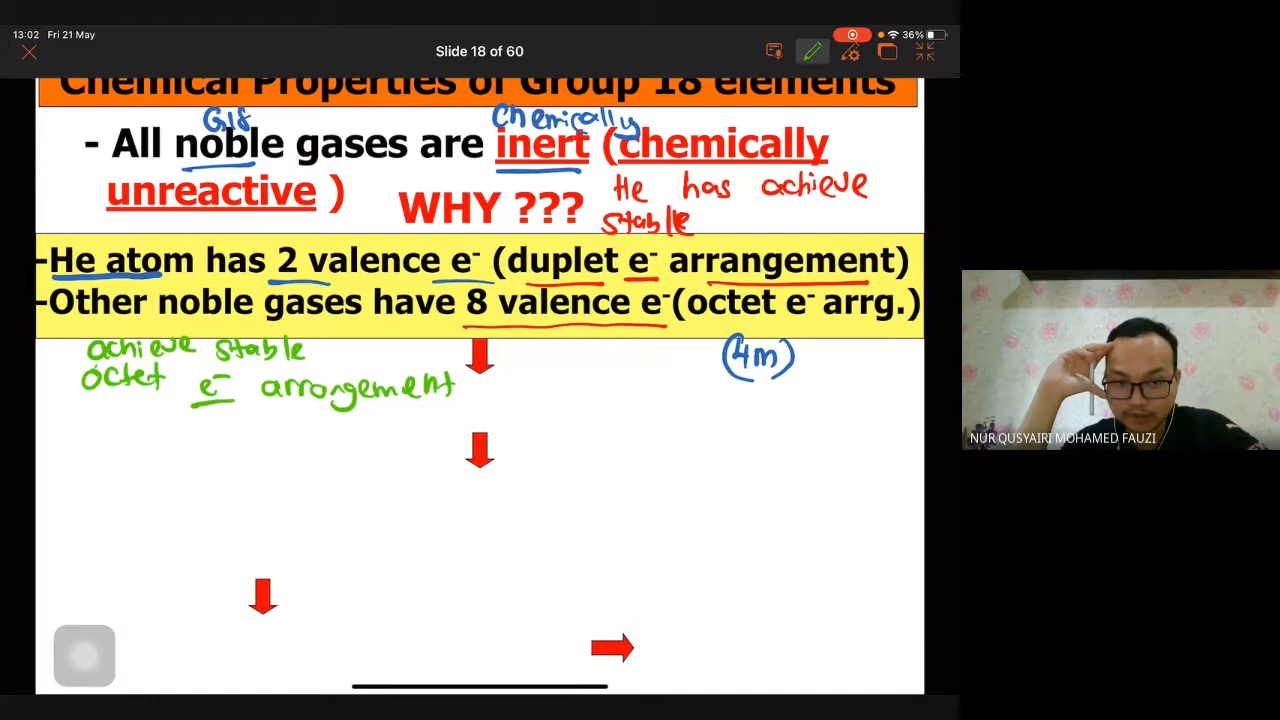 13:02 Fri 21 May
36%
Slide 18 of 60
Chemical Properties of Group 18 elements
G18
Chemically
- All noble gases are inert (chemically
unreactive )
WHY ???
He has achieve
stable
-He atom has 2 valence e⁻ (duplet e⁻ arrangement)
-Other noble gases have 8 valence e⁻(octet e⁻ arrg.)
achieve stable
octet e⁻ arrangement
(4m)
NUR QUSYAIRI MOHAMED FAUZI